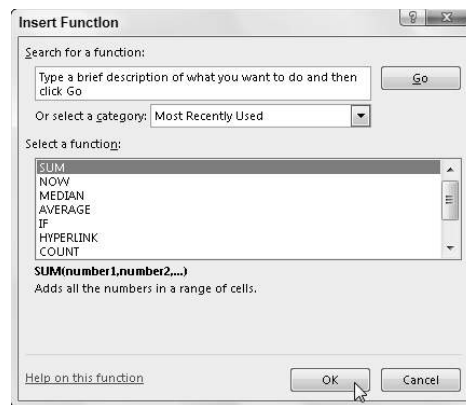 Insert Function
?
Search for a function:
Type a brief description of what you want to do and then
click Go
Go
Or select a category: Most Recently Used
Select a function:
SUM
NOW
MEDIAN
AVERAGE
IF
HYPERLINK
COUNT
SUM(number1,number2,...)
Adds all the numbers in a range of cells.
Help on this function
OK
Cancel